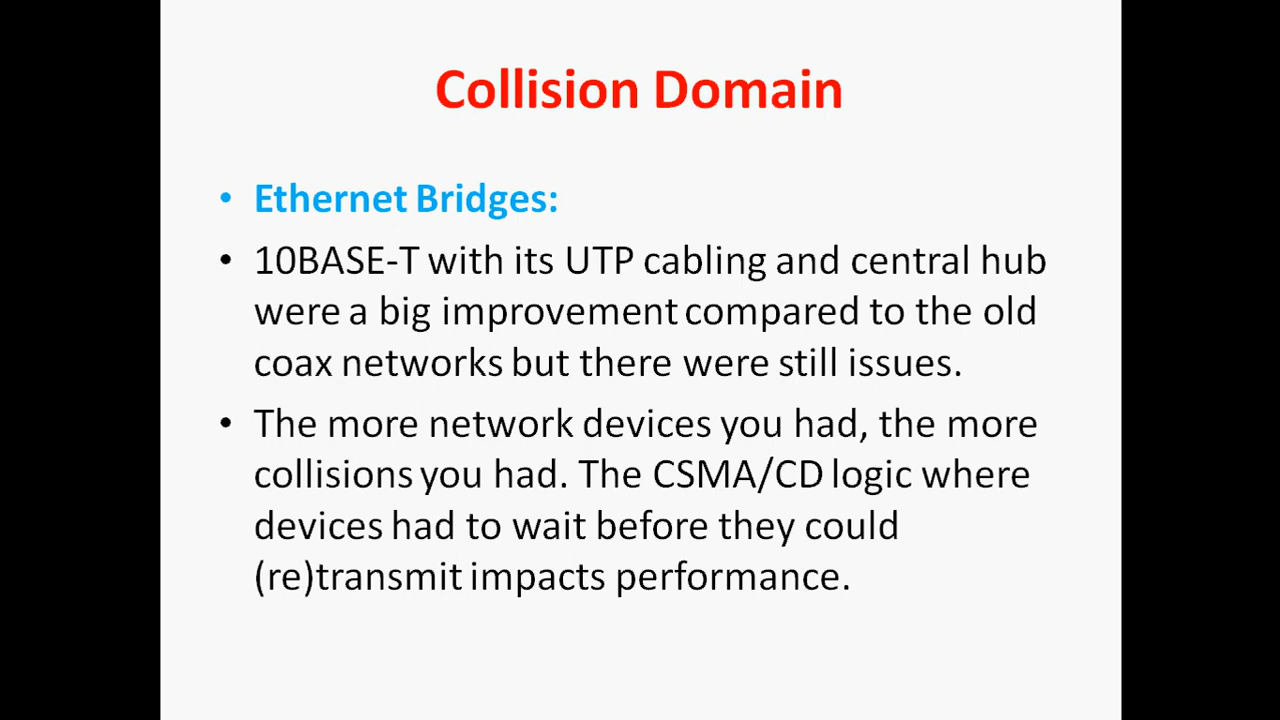 Collision Domain
• Ethernet Bridges:
• 10BASE-T with its UTP cabling and central hub
were a big improvement compared to the old
coax networks but there were still issues.
• The more network devices you had, the more
collisions you had. The CSMA/CD logic where
devices had to wait before they could
(re)transmit impacts performance.